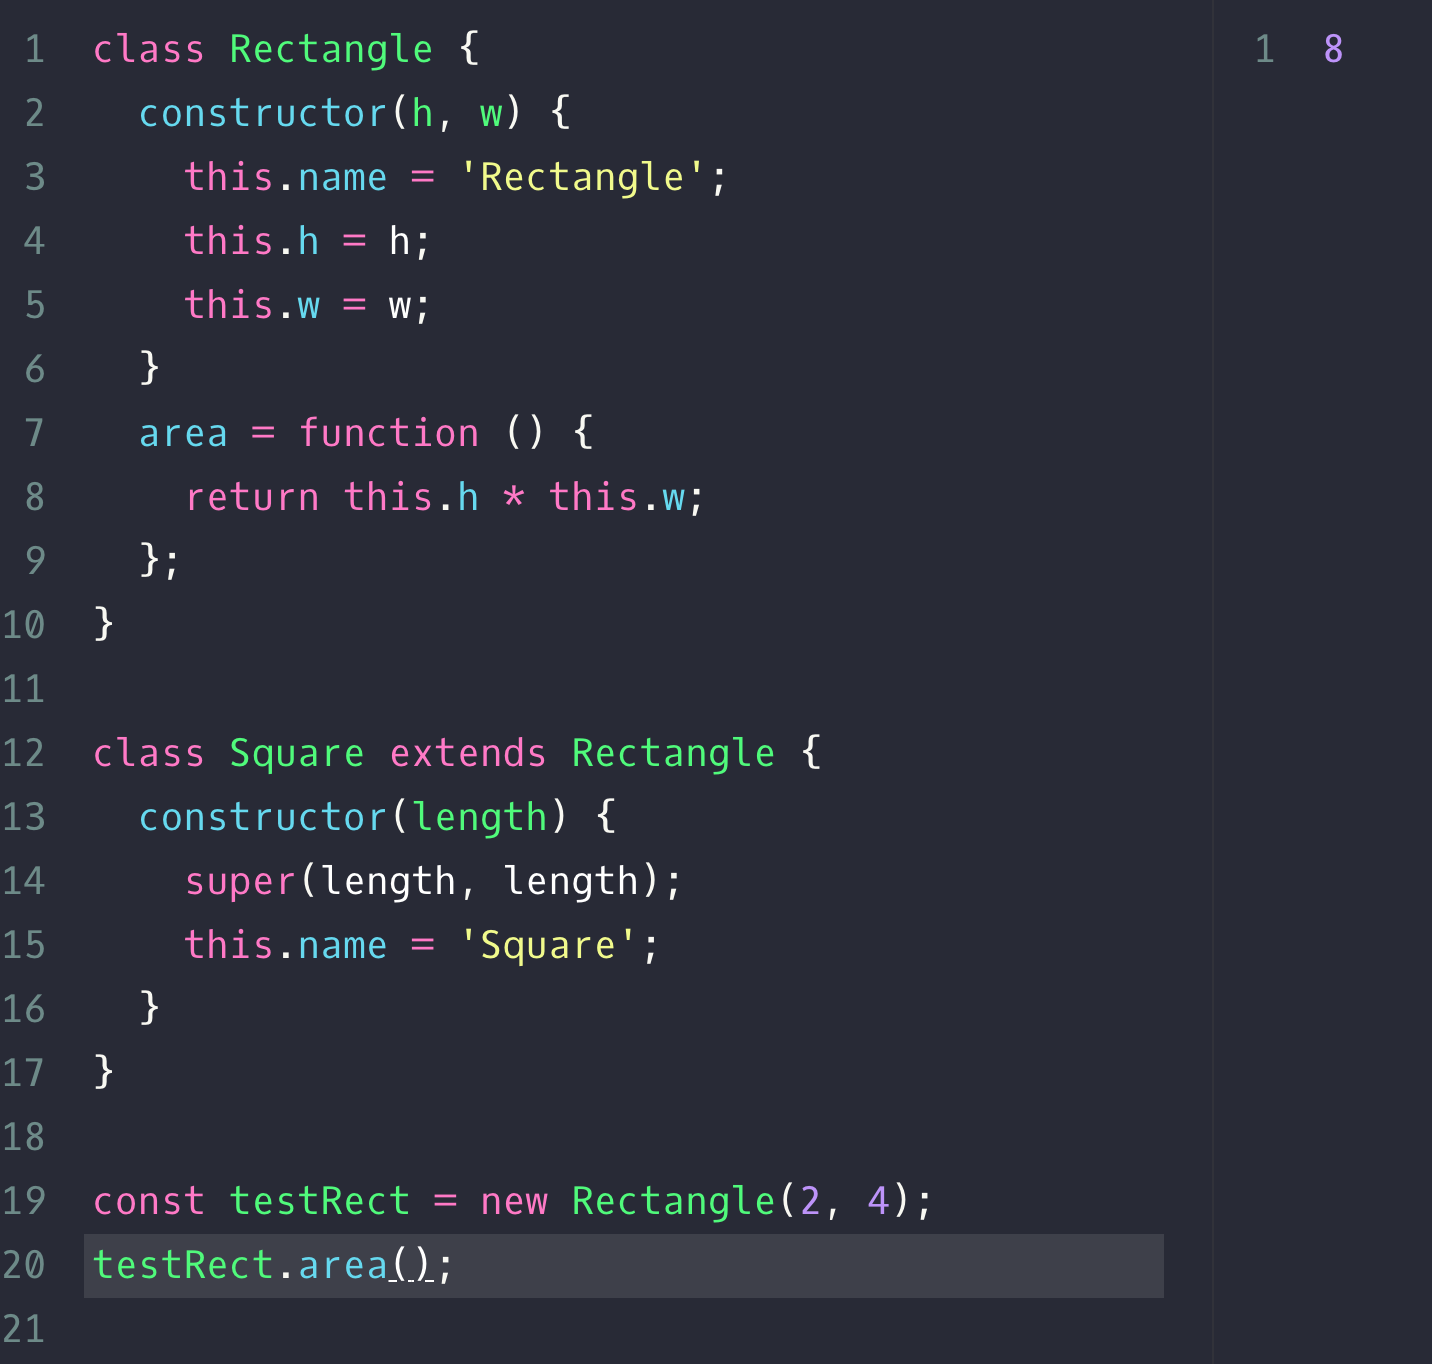 1 class Rectangle {
2   constructor(h, w) {
3     this.name = 'Rectangle';
4     this.h = h;
5     this.w = w;
6   }
7   area = function () {
8     return this.h * this.w;
9   };
10 }
11
12 class Square extends Rectangle {
13   constructor(length) {
14     super(length, length);
15     this.name = 'Square';
16   }
17 }
18
19 const testRect = new Rectangle(2, 4);
20 testRect.area();
21
1 8